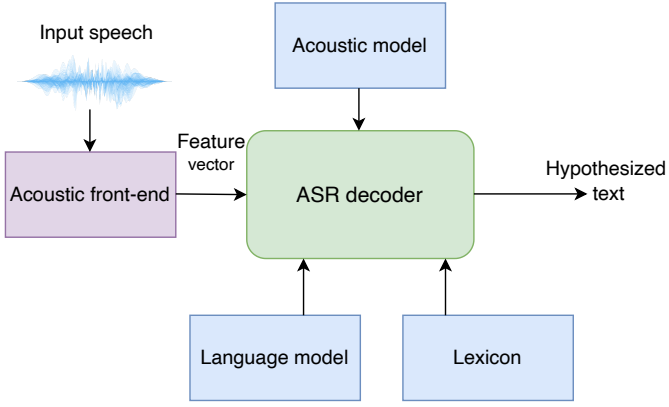 Input speech
Acoustic model
Feature
vector
Acoustic front-end
ASR decoder
Hypothesized
text
Language model
Lexicon